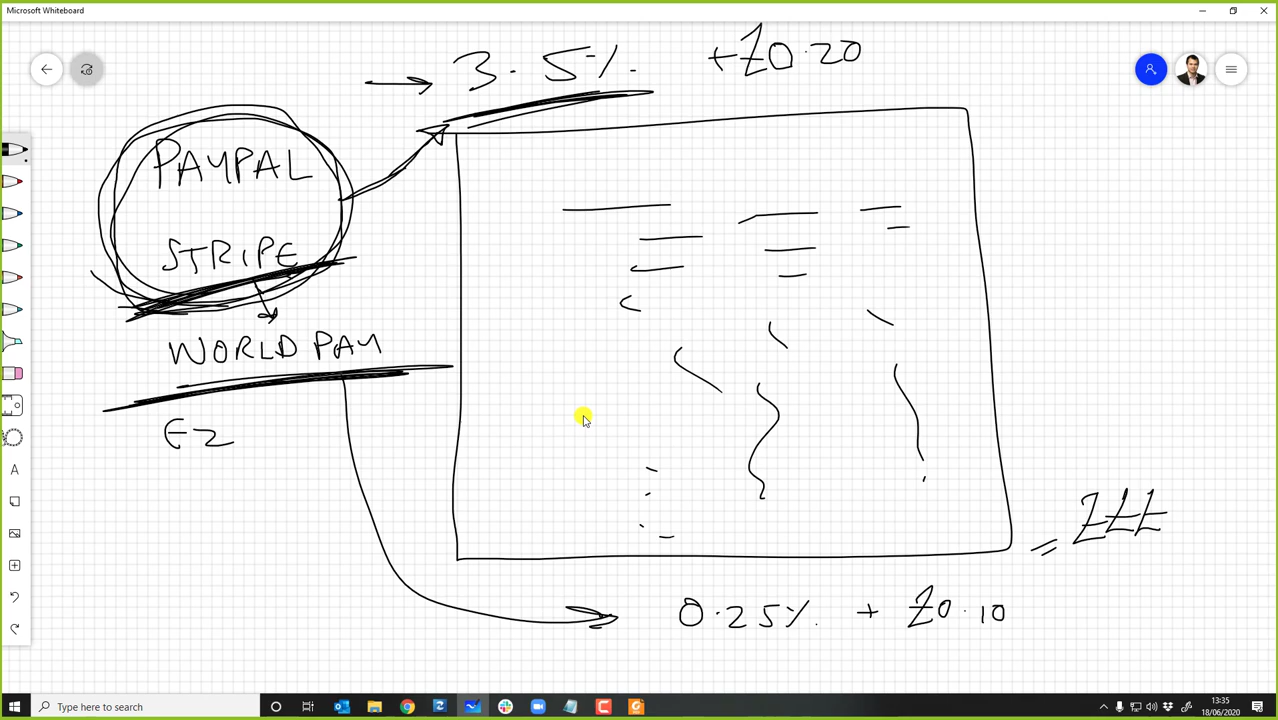 Microsoft Whiteboard
3.5% +£0.20
PAYPAL
STRIPE
WORLD PAY
EZ
= £££
0.25% + £0.10
A
Type here to search
13:35
18/06/2020